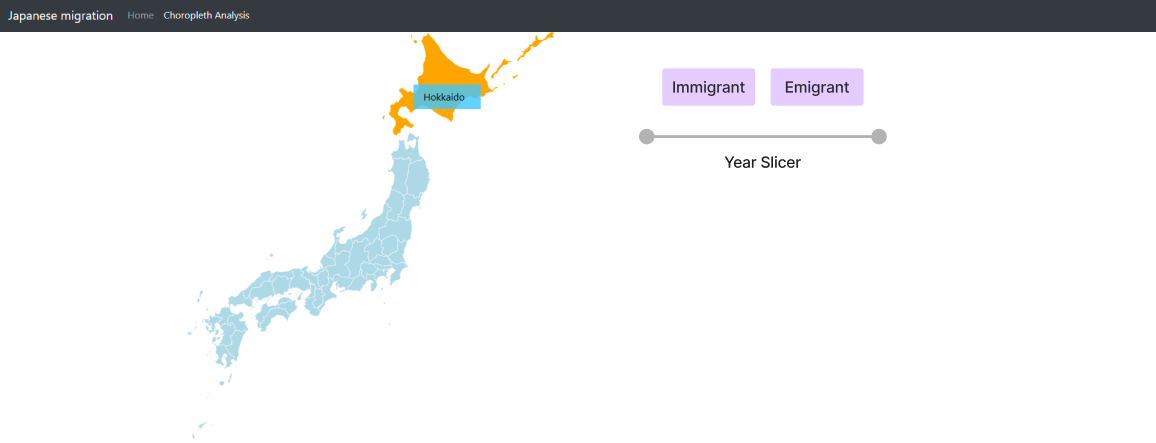 Japanese migration Home Choropleth Analysis
Immigrant Emigrant
Hokkaido
Year Slicer